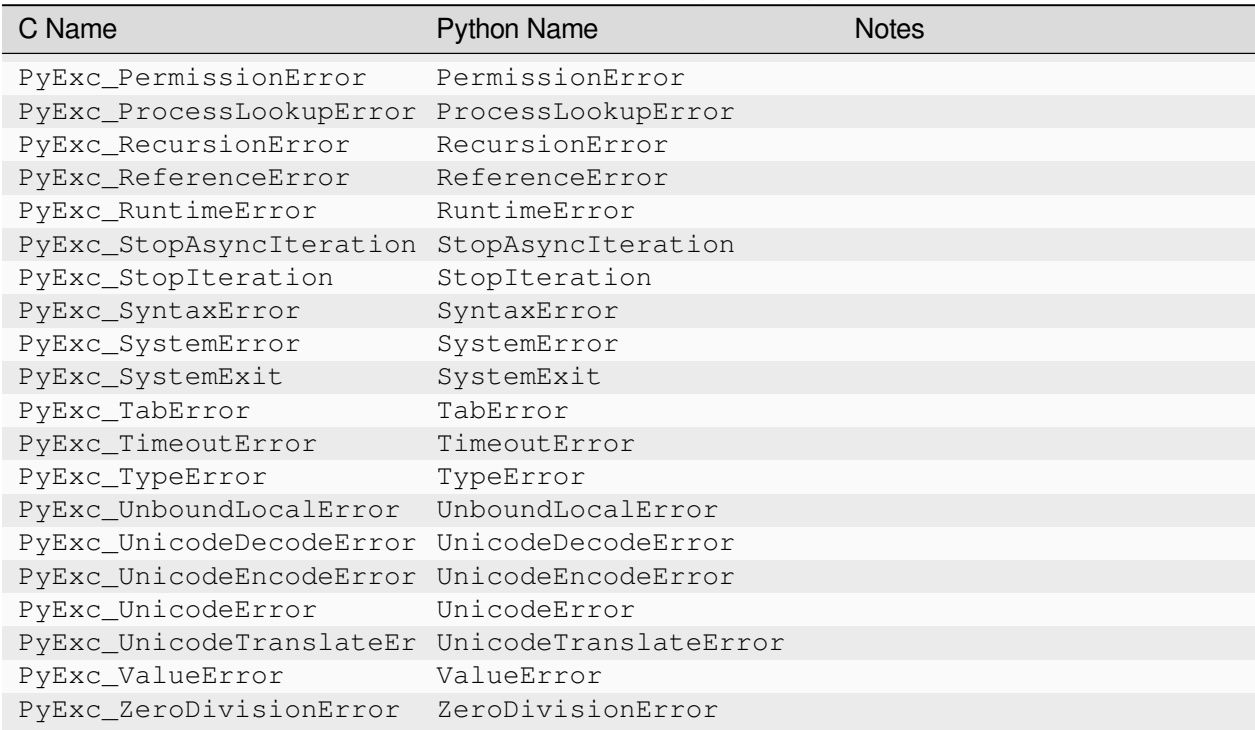 C Name Python Name Notes
PyExc_PermissionError PermissionError
PyExc_ProcessLookupError ProcessLookupError
PyExc_RecursionError RecursionError
PyExc_ReferenceError ReferenceError
PyExc_RuntimeError RuntimeError
PyExc_StopAsyncIteration StopAsyncIteration
PyExc_StopIteration StopIteration
PyExc_SyntaxError SyntaxError
PyExc_SystemError SystemError
PyExc_SystemExit SystemExit
PyExc_TabError TabError
PyExc_TimeoutError TimeoutError
PyExc_TypeError TypeError
PyExc_UnboundLocalError UnboundLocalError
PyExc_UnicodeDecodeError UnicodeDecodeError
PyExc_UnicodeEncodeError UnicodeEncodeError
PyExc_UnicodeError UnicodeError
PyExc_UnicodeTranslateEr UnicodeTranslateError
PyExc_ValueError ValueError
PyExc_ZeroDivisionError ZeroDivisionError